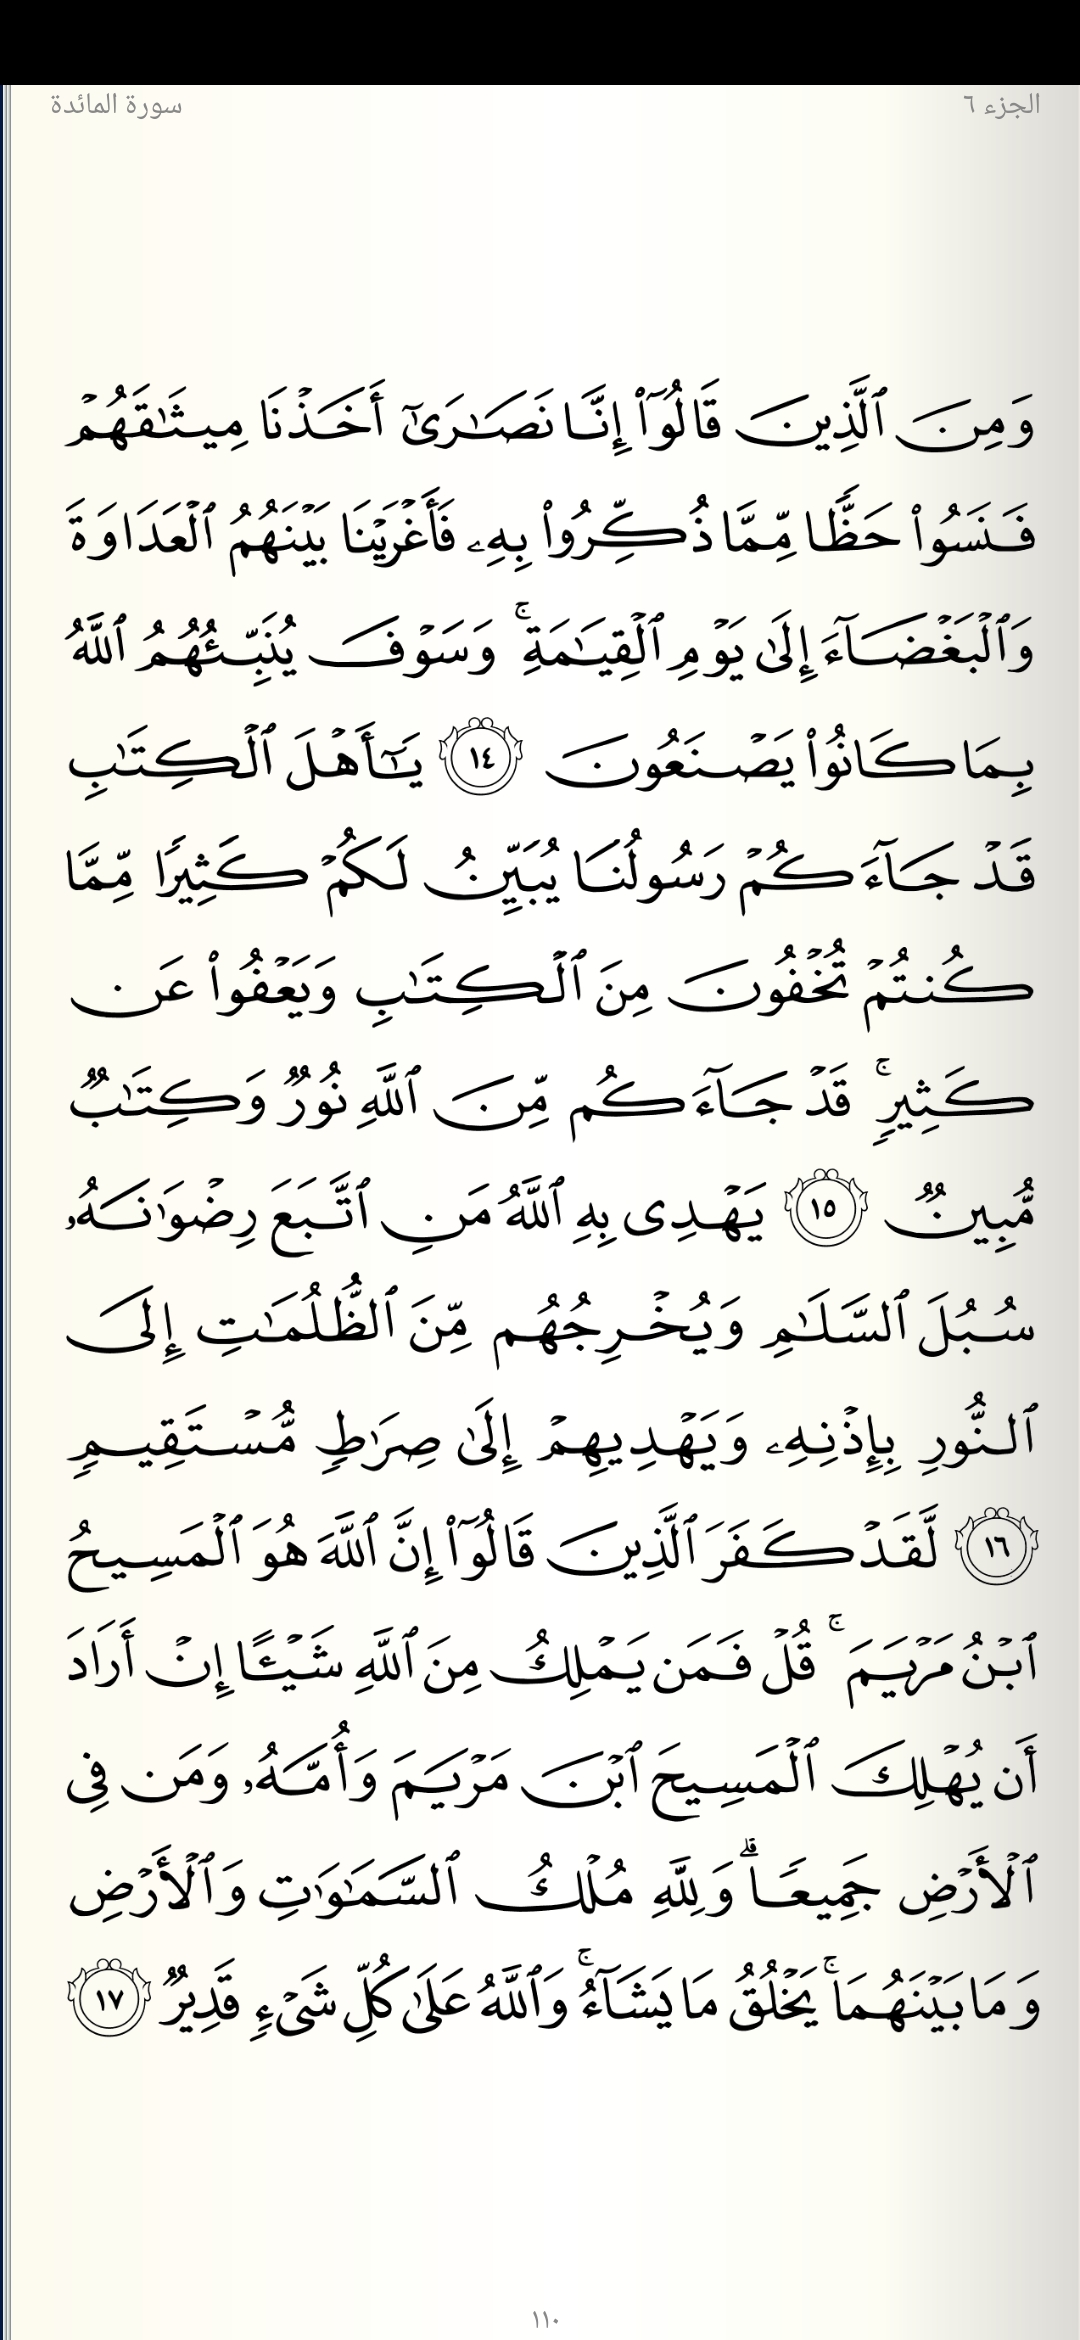 الجزء ٦
سورة المائدة
وَمِنَ ٱلَّذِينَ قَالُوٓاْ إِنَّا نَصَـٰرَىٰٓ أَخَذۡنَا مِيثَـٰقَهُمۡ
فَنَسُواْ حَظࣰّا مِّمَّا ذُكِّرُواْ بِهِۦ فَأَغۡرَيۡنَا بَيۡنَهُمُ ٱلۡعَدَاوَةَ
وَٱلۡبَغۡضَآءَ إِلَىٰ يَوۡمِ ٱلۡقِيَـٰمَةِۚ وَسَوۡفَ يُنَبِّئُهُمُ ٱللَّهُ
بِمَا كَانُواْ يَصۡنَعُونَ ١٤ يَـٰٓأَهۡلَ ٱلۡكِتَـٰبِ
قَدۡ جَآءَكُمۡ رَسُولُنَا يُبَيِّنُ لَكُمۡ كَثِيرࣰا مِّمَّا
كُنتُمۡ تُخۡفُونَ مِنَ ٱلۡكِتَـٰبِ وَيَعۡفُواْ عَن
كَثِيرࣲۚ قَدۡ جَآءَكُم مِّنَ ٱللَّهِ نُورࣱ وَكِتَـٰبࣱ
مُّبِينࣱ ١٥ يَهۡدِي بِهِ ٱللَّهُ مَنِ ٱتَّبَعَ رِضۡوَٰنَهُۥ
سُبُلَ ٱلسَّلَـٰمِ وَيُخۡرِجُهُم مِّنَ ٱلظُّلُمَـٰتِ إِلَى
ٱلنُّورِ بِإِذۡنِهِۦ وَيَهۡدِيهِمۡ إِلَىٰ صِرَٰطࣲ مُّسۡتَقِيمࣲ
١٦ لَّقَدۡ كَفَرَ ٱلَّذِينَ قَالُوٓاْ إِنَّ ٱللَّهَ هُوَ ٱلۡمَسِيحُ
ٱبۡنُ مَرۡيَمَۚ قُلۡ فَمَن يَمۡلِكُ مِنَ ٱللَّهِ شَيۡـًٔا إِنۡ أَرَادَ
أَن يُهۡلِكَ ٱلۡمَسِيحَ ٱبۡنَ مَرۡيَمَ وَأُمَّهُۥ وَمَن فِي
ٱلۡأَرۡضِ جَمِيعࣰاۗ وَلِلَّهِ مُلۡكُ ٱلسَّمَـٰوَٰتِ وَٱلۡأَرۡضِ
وَمَا بَيۡنَهُمَاۚ يَخۡلُقُ مَا يَشَآءُۚ وَٱللَّهُ عَلَىٰ كُلِّ شَيۡءࣲ قَدِيرࣱ ١٧
١١٠